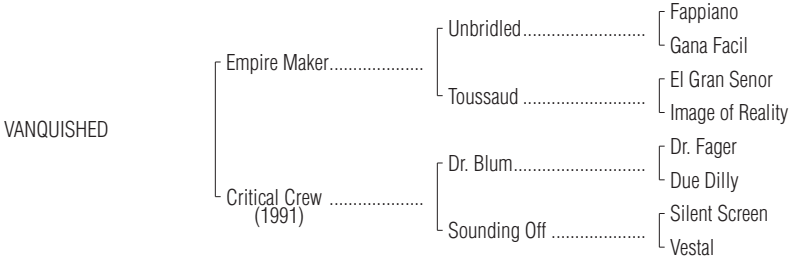 Fappiano
Unbridled..............................
Gana Facil
Empire Maker....................
El Gran Senor
Toussaud ..............................
Image of Reality
VANQUISHED
Dr. Fager
Dr. Blum.................................
Due Dilly
Critical Crew .......................
(1991)
Silent Screen
Sounding Off .......................
Vestal